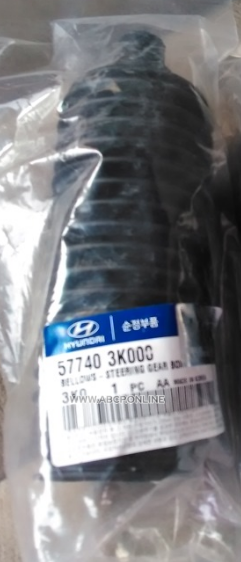 HYUNDAI 순정부품
57740 3K000
BELLOWS - STEERING GEAR BOX
1 PC AA MADE IN KOREA
WWW.ABCPONLINE